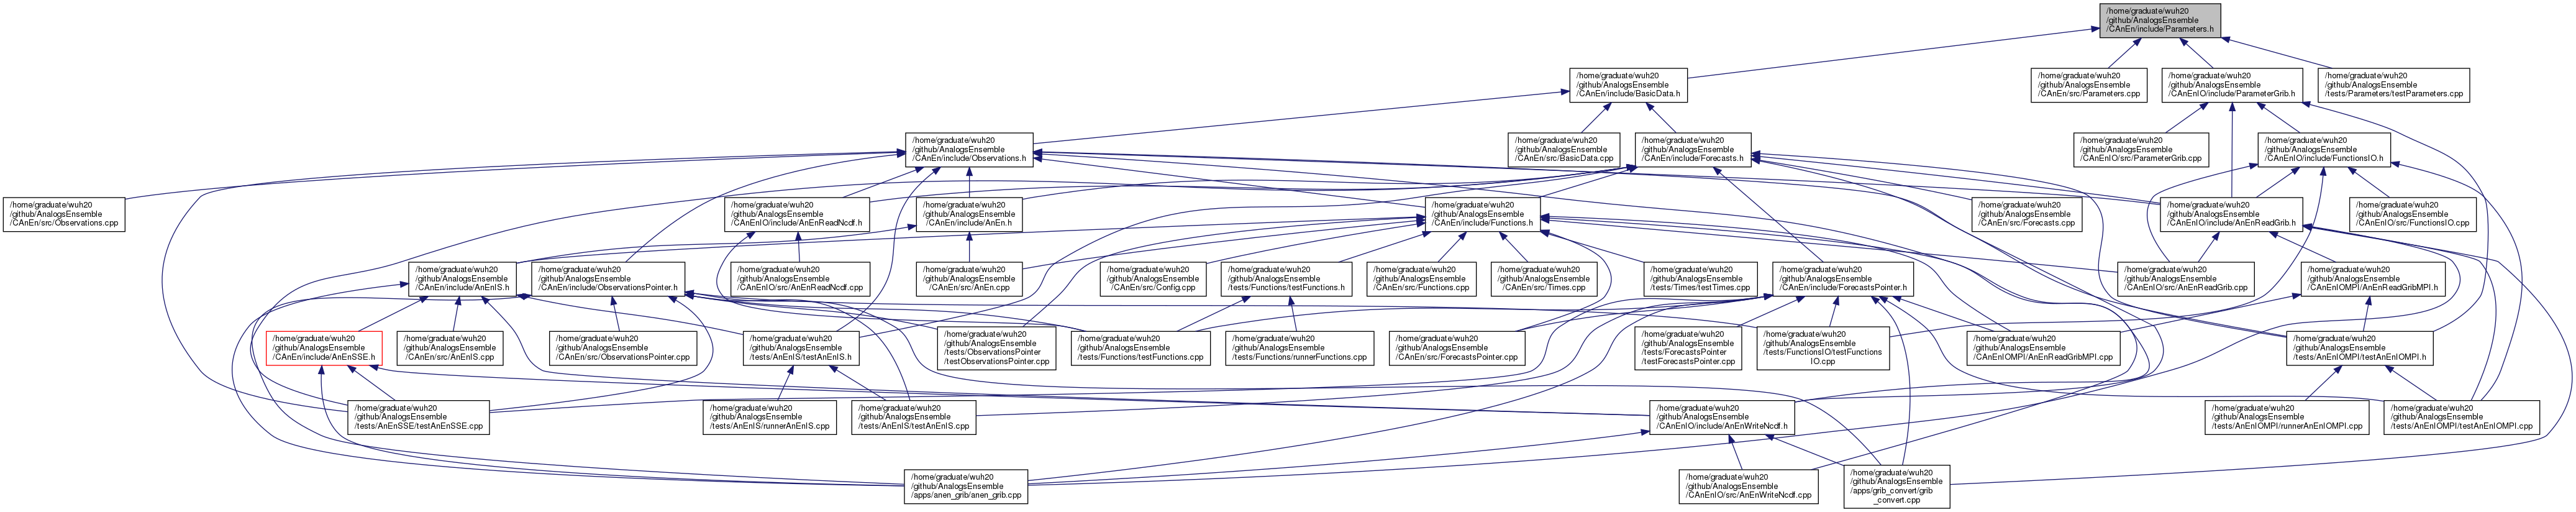 /home/graduate/wuh20
/github/AnalogsEnsemble
/CAnEn/include/Parameters.h
/home/graduate/wuh20
/github/AnalogsEnsemble
/CAnEn/include/BasicData.h
/home/graduate/wuh20
/github/AnalogsEnsemble
/CAnEn/src/Parameters.cpp
/home/graduate/wuh20
/github/AnalogsEnsemble
/CAnEnIO/include/ParameterGrib.h
/home/graduate/wuh20
/github/AnalogsEnsemble
/tests/Parameters/testParameters.cpp
/home/graduate/wuh20
/github/AnalogsEnsemble
/CAnEn/include/Observations.h
/home/graduate/wuh20
/github/AnalogsEnsemble
/CAnEn/src/BasicData.cpp
/home/graduate/wuh20
/github/AnalogsEnsemble
/CAnEn/include/Forecasts.h
/home/graduate/wuh20
/github/AnalogsEnsemble
/CAnEnIO/src/ParameterGrib.cpp
/home/graduate/wuh20
/github/AnalogsEnsemble
/CAnEnIO/include/FunctionsIO.h
/home/graduate/wuh20
/github/AnalogsEnsemble
/CAnEn/src/Observations.cpp
/home/graduate/wuh20
/github/AnalogsEnsemble
/CAnEnIO/include/AnEnReadNcdf.h
/home/graduate/wuh20
/github/AnalogsEnsemble
/CAnEn/include/AnEn.h
/home/graduate/wuh20
/github/AnalogsEnsemble
/CAnEn/include/Functions.h
/home/graduate/wuh20
/github/AnalogsEnsemble
/CAnEn/src/Forecasts.cpp
/home/graduate/wuh20
/github/AnalogsEnsemble
/CAnEnIO/include/AnEnReadGrib.h
/home/graduate/wuh20
/github/AnalogsEnsemble
/CAnEnIO/src/FunctionsIO.cpp
/home/graduate/wuh20
/github/AnalogsEnsemble
/CAnEn/include/AnEnIS.h
/home/graduate/wuh20
/github/AnalogsEnsemble
/CAnEn/include/ObservationsPointer.h
/home/graduate/wuh20
/github/AnalogsEnsemble
/CAnEnIO/src/AnEnReadNcdf.cpp
/home/graduate/wuh20
/github/AnalogsEnsemble
/CAnEn/src/AnEn.cpp
/home/graduate/wuh20
/github/AnalogsEnsemble
/CAnEn/src/Config.cpp
/home/graduate/wuh20
/github/AnalogsEnsemble
/tests/Functions/testFunctions.h
/home/graduate/wuh20
/github/AnalogsEnsemble
/CAnEn/src/Functions.cpp
/home/graduate/wuh20
/github/AnalogsEnsemble
/CAnEn/src/Times.cpp
/home/graduate/wuh20
/github/AnalogsEnsemble
/tests/Times/testTimes.cpp
/home/graduate/wuh20
/github/AnalogsEnsemble
/CAnEn/include/ForecastsPointer.h
/home/graduate/wuh20
/github/AnalogsEnsemble
/CAnEnIO/src/AnEnReadGrib.cpp
/home/graduate/wuh20
/github/AnalogsEnsemble
/CAnEnIOMPI/AnEnReadGribMPI.h
/home/graduate/wuh20
/github/AnalogsEnsemble
/CAnEn/include/AnEnSSE.h
/home/graduate/wuh20
/github/AnalogsEnsemble
/CAnEn/src/AnEnIS.cpp
/home/graduate/wuh20
/github/AnalogsEnsemble
/CAnEn/src/ObservationsPointer.cpp
/home/graduate/wuh20
/github/AnalogsEnsemble
/tests/AnEnIS/testAnEnIS.h
/home/graduate/wuh20
/github/AnalogsEnsemble
/tests/ObservationsPointer
/testObservationsPointer.cpp
/home/graduate/wuh20
/github/AnalogsEnsemble
/tests/Functions/testFunctions.cpp
/home/graduate/wuh20
/github/AnalogsEnsemble
/tests/Functions/runnerFunctions.cpp
/home/graduate/wuh20
/github/AnalogsEnsemble
/CAnEn/src/ForecastsPointer.cpp
/home/graduate/wuh20
/github/AnalogsEnsemble
/tests/ForecastsPointer
/testForecastsPointer.cpp
/home/graduate/wuh20
/github/AnalogsEnsemble
/tests/FunctionsIO/testFunctions
IO.cpp
/home/graduate/wuh20
/github/AnalogsEnsemble
/CAnEnIOMPI/AnEnReadGribMPI.cpp
/home/graduate/wuh20
/github/AnalogsEnsemble
/tests/AnEnIOMPI/testAnEnIOMPI.h
/home/graduate/wuh20
/github/AnalogsEnsemble
/tests/AnEnSSE/testAnEnSSE.cpp
/home/graduate/wuh20
/github/AnalogsEnsemble
/tests/AnEnIS/runnerAnEnIS.cpp
/home/graduate/wuh20
/github/AnalogsEnsemble
/tests/AnEnIS/testAnEnIS.cpp
/home/graduate/wuh20
/github/AnalogsEnsemble
/CAnEnIO/include/AnEnWriteNcdf.h
/home/graduate/wuh20
/github/AnalogsEnsemble
/tests/AnEnIOMPI/runnerAnEnIOMPI.cpp
/home/graduate/wuh20
/github/AnalogsEnsemble
/tests/AnEnIOMPI/testAnEnIOMPI.cpp
/home/graduate/wuh20
/github/AnalogsEnsemble
/apps/anen_grib/anen_grib.cpp
/home/graduate/wuh20
/github/AnalogsEnsemble
/CAnEnIO/src/AnEnWriteNcdf.cpp
/home/graduate/wuh20
/github/AnalogsEnsemble
/apps/grib_convert/grib
_convert.cpp